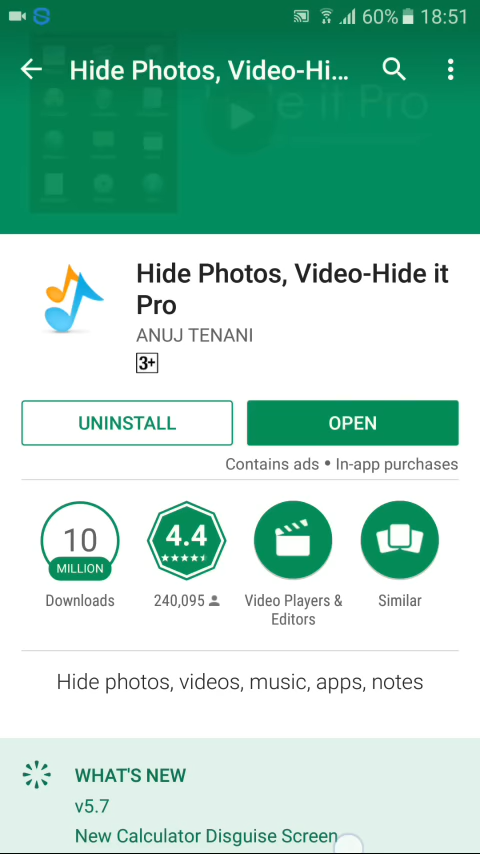 60% 18:51
Hide Photos, Video-Hi...
e it Pro
Hide Photos, Video-Hide it
Pro
ANUJ TENANI
3+
UNINSTALL
OPEN
Contains ads • In-app purchases
10
MILLION
Downloads
4.4
240,095
Video Players &
Editors
Similar
Hide photos, videos, music, apps, notes
WHAT'S NEW
v5.7
New Calculator Disguise Screen